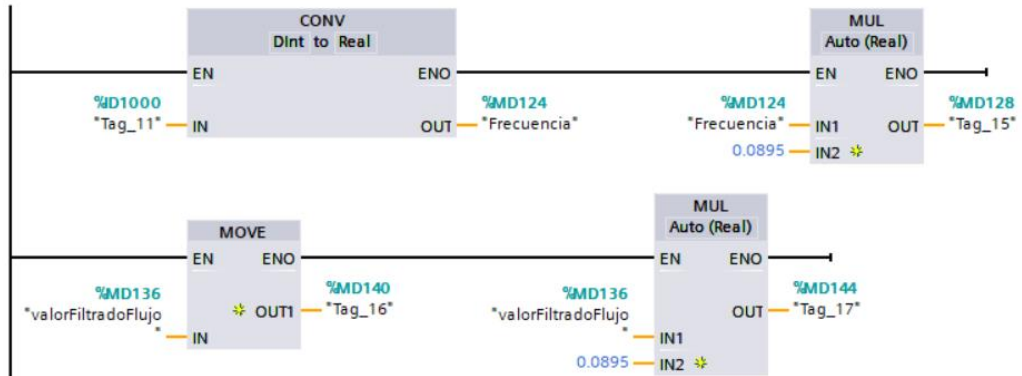 CONV
DInt to Real
EN ENO
%ID1000
"Tag_11" IN
%MD124
OUT "Frecuencia"
MUL
Auto (Real)
EN ENO
%MD124
"Frecuencia" IN1
0.0895 IN2
%MD128
OUT "Tag_15"
MOVE
EN ENO
%MD136
"valorFiltradoFlujo
" IN
%MD140
OUT1 "Tag_16"
MUL
Auto (Real)
EN ENO
%MD136
"valorFiltradoFlujo
" IN1
0.0895 IN2
%MD144
OUT "Tag_17"